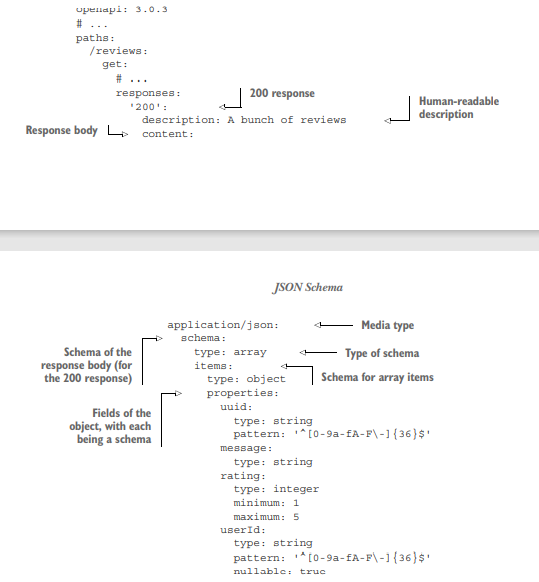 openapi: 3.0.3
# ...
paths:
/reviews:
get:
# ...
responses:
'200':
200 response
description: A bunch of reviews
Human-readable
description
Response body
content:
JSON Schema
application/json:
Media type
schema:
Schema of the
response body (for
the 200 response)
type: array
Type of schema
items:
Schema for array items
type: object
properties:
Fields of the
object, with each
being a schema
uuid:
type: string
pattern: '^[0-9a-fA-F\-]{36}$'
message:
type: string
rating:
type: integer
minimum: 1
maximum: 5
userId:
type: string
pattern: '^[0-9a-fA-F\-]{36}$'
nullable: true